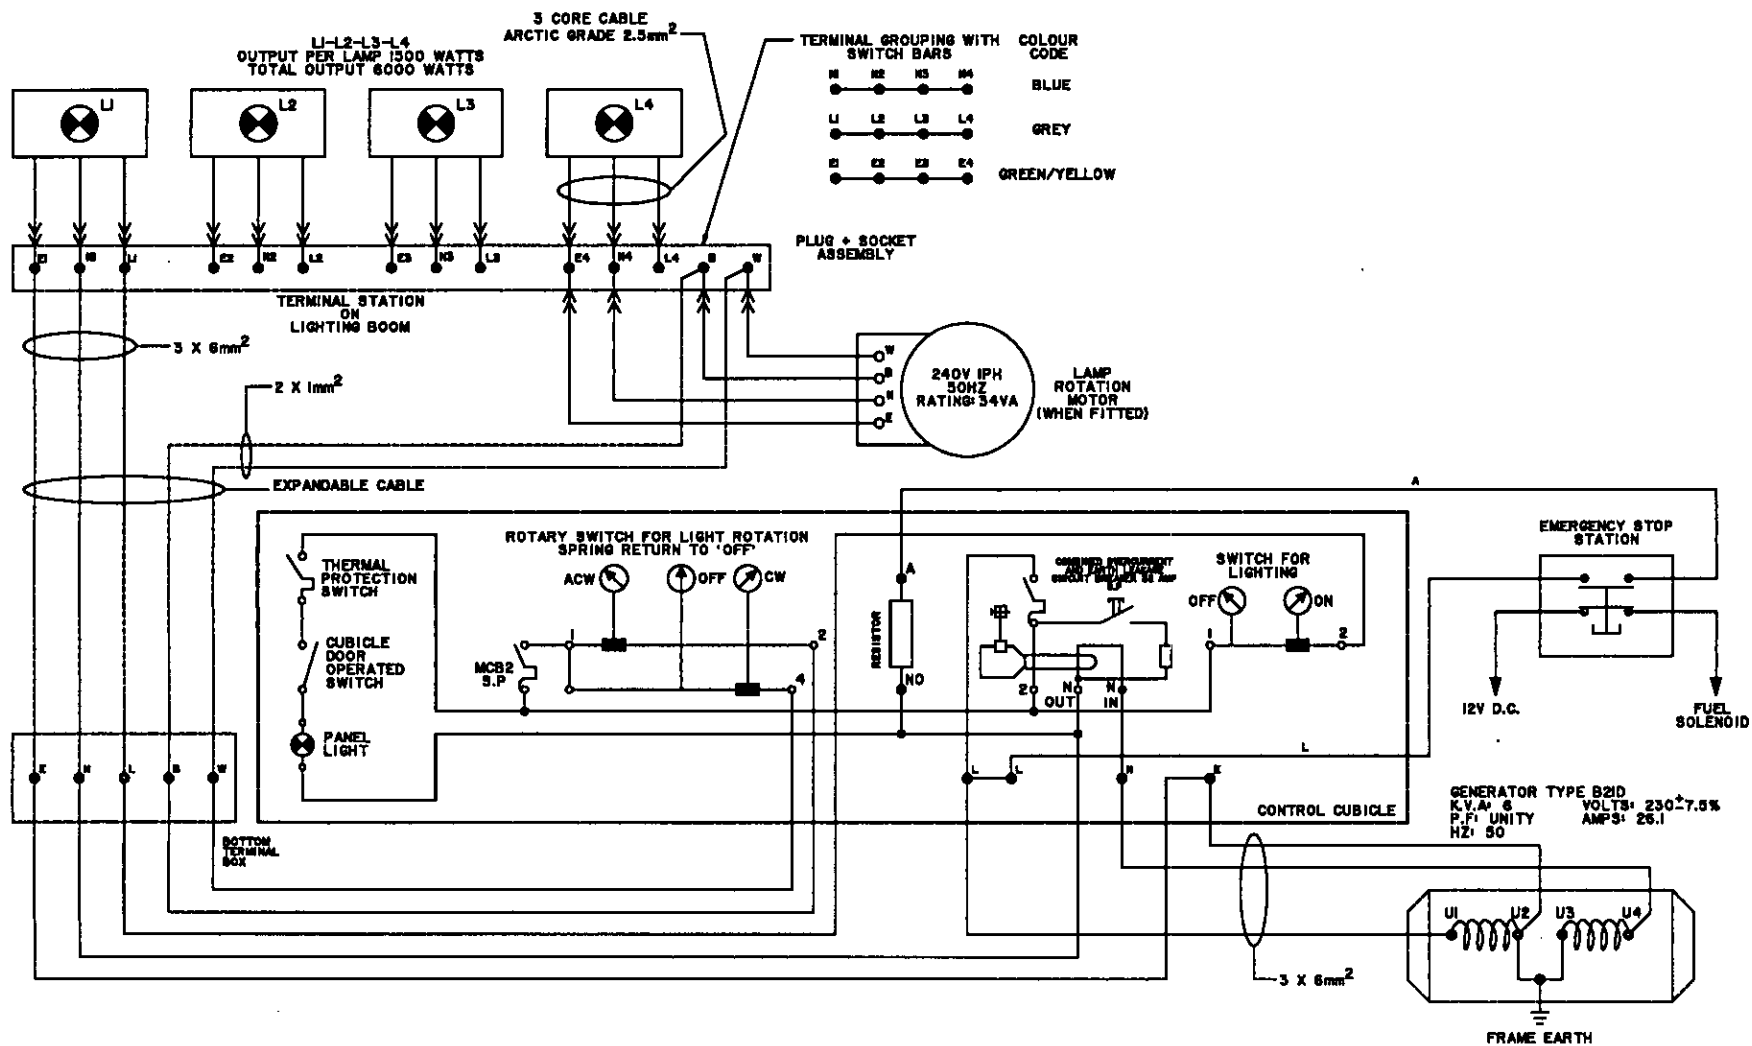 3 CORE CABLE
ARCTIC GRADE 2.5mm2
L1-L2-L3-L4
OUTPUT PER LAMP 1500 WATTS
TOTAL OUTPUT 6000 WATTS
TERMINAL GROUPING WITH
SWITCH BARS
COLOUR
CODE
N1 N2 N3 N4
BLUE
L1 L2 L3 L4
GREY
E1 E2 E3 E4
GREEN/YELLOW
L1
L2
L3
L4
PLUG + SOCKET
ASSEMBLY
E1 N1 L1 E2 N2 L2 E3 N3 L3 E4 N4 L4 B W
TERMINAL STATION
ON
LIGHTING BOOM
3 X 6mm2
2 X 1mm2
EXPANDABLE CABLE
W
B
N
E
240V 1PH
50HZ
RATING: 34VA
LAMP
ROTATION
MOTOR
(WHEN FITTED)
A
EMERGENCY STOP
STATION
12V D.C.
FUEL
SOLENOID
ROTARY SWITCH FOR LIGHT ROTATION
SPRING RETURN TO 'OFF'
ACW
OFF
CW
THERMAL
PROTECTION
SWITCH
CUBICLE
DOOR
OPERATED
SWITCH
PANEL
LIGHT
MCB2
S.P
1
2
4
A
RESISTOR
NO
COMBINED OVERCURRENT
AND EARTH LEAKAGE
CIRCUIT BREAKER AMP
SWITCH FOR
LIGHTING
OFF
ON
1
2
2 N N
OUT IN
L L N E
L
CONTROL CUBICLE
E N L B W
BOTTOM
TERMINAL
BOX
GENERATOR TYPE B21D
K.V.A: 6 VOLTS: 230±7.5%
P.F: UNITY AMPS: 26.1
HZ: 50
U1 U2 U3 U4
3 X 6mm2
FRAME EARTH